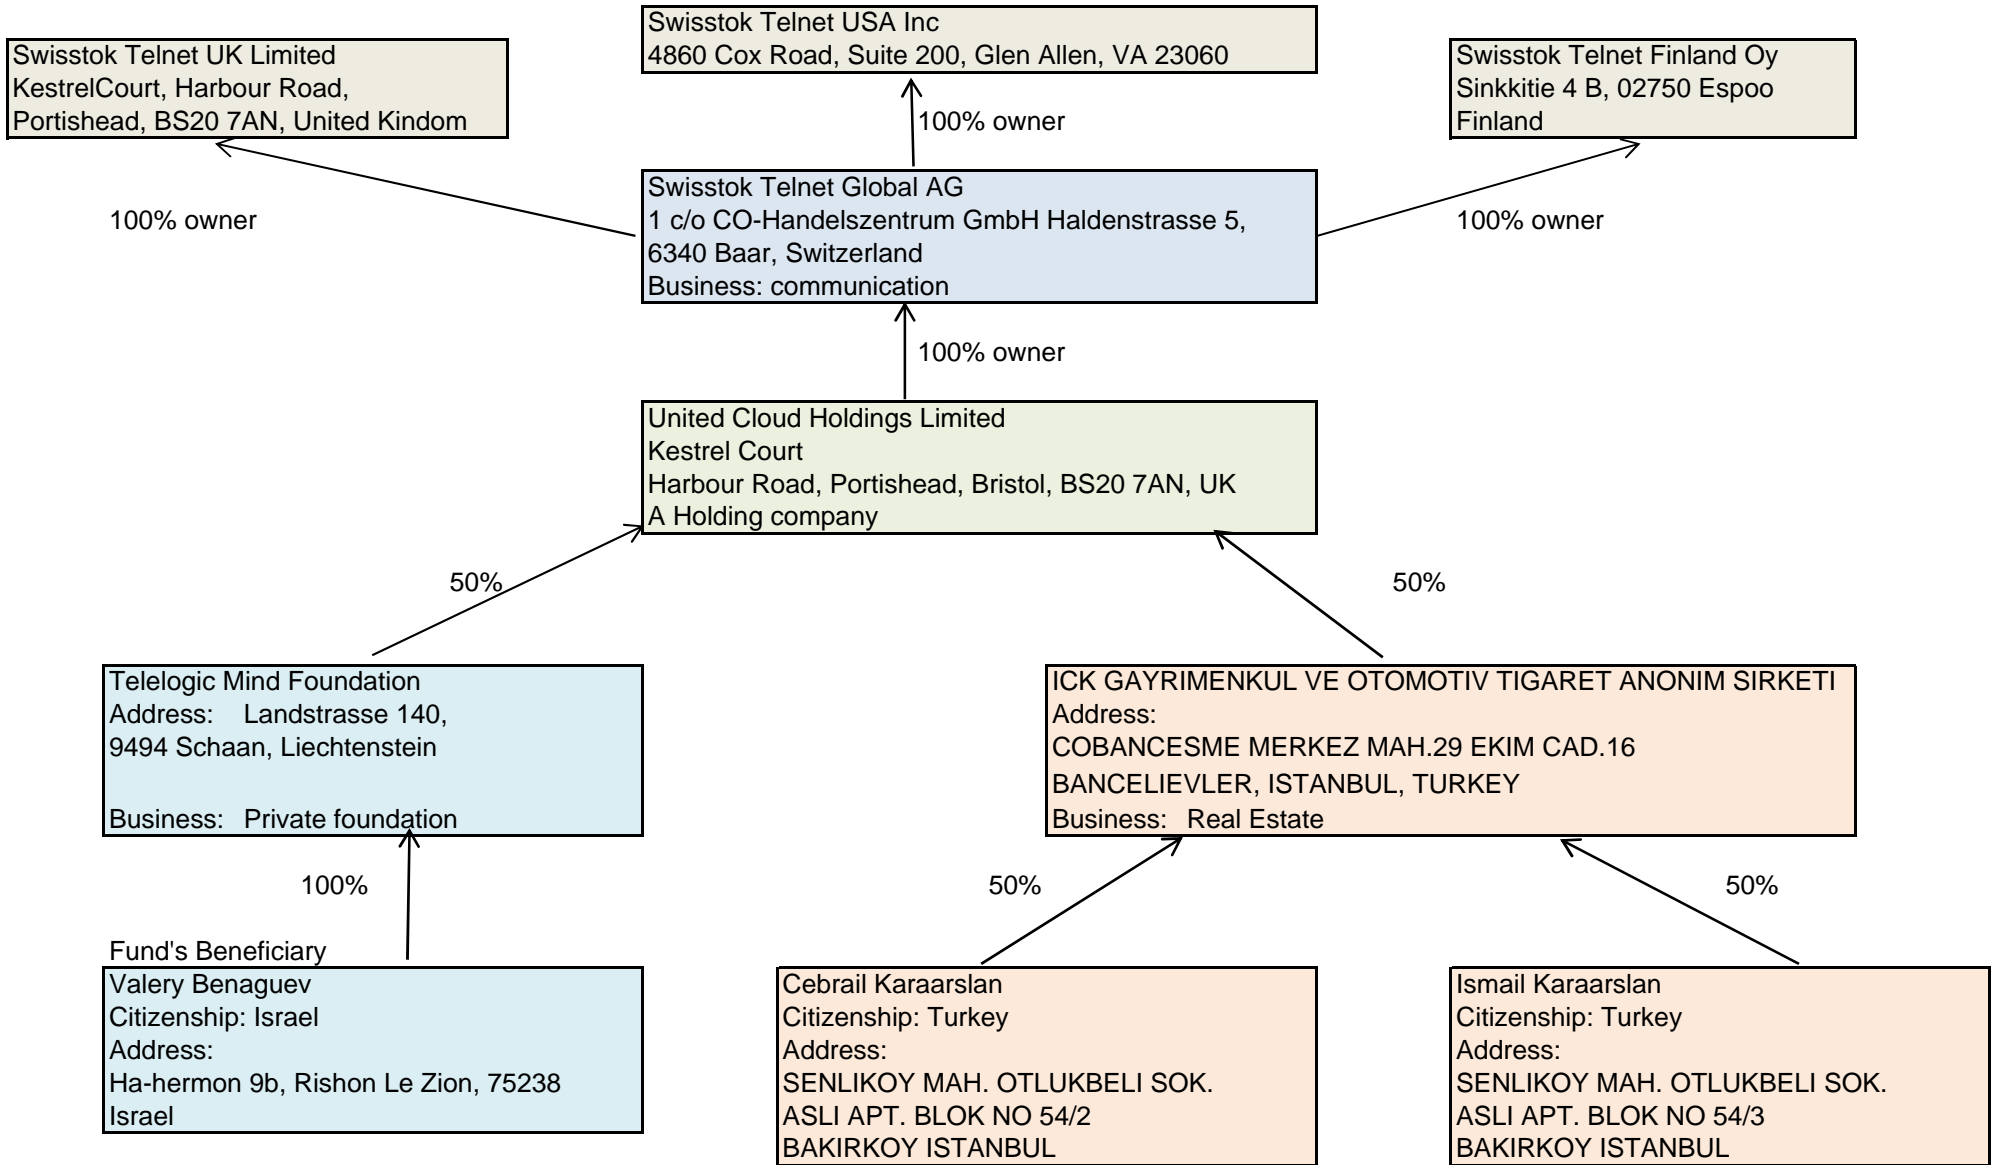 Swisstok Telnet USA Inc
4860 Cox Road, Suite 200, Glen Allen, VA 23060
Swisstok Telnet UK Limited
KestrelCourt, Harbour Road,
Portishead, BS20 7AN, United Kindom
Swisstok Telnet Finland Oy
Sinkkitie 4 B, 02750 Espoo
Finland
100% owner
100% owner
100% owner
Swisstok Telnet Global AG
1 c/o CO-Handelszentrum GmbH Haldenstrasse 5,
6340 Baar, Switzerland
Business: communication
100% owner
United Cloud Holdings Limited
Kestrel Court
Harbour Road, Portishead, Bristol, BS20 7AN, UK
A Holding company
50%
50%
Telelogic Mind Foundation
Address: Landstrasse 140,
9494 Schaan, Liechtenstein
Business: Private foundation
ICK GAYRIMENKUL VE OTOMOTIV TIGARET ANONIM SIRKETI
Address:
COBANCESME MERKEZ MAH.29 EKIM CAD.16
BANCELIEVLER, ISTANBUL, TURKEY
Business: Real Estate
100%
50%
50%
Fund's Beneficiary
Valery Benaguev
Citizenship: Israel
Address:
Ha-hermon 9b, Rishon Le Zion, 75238
Israel
Cebrail Karaarslan
Citizenship: Turkey
Address:
SENLIKOY MAH. OTLUKBELI SOK.
ASLI APT. BLOK NO 54/2
BAKIRKOY ISTANBUL
Ismail Karaarslan
Citizenship: Turkey
Address:
SENLIKOY MAH. OTLUKBELI SOK.
ASLI APT. BLOK NO 54/3
BAKIRKOY ISTANBUL